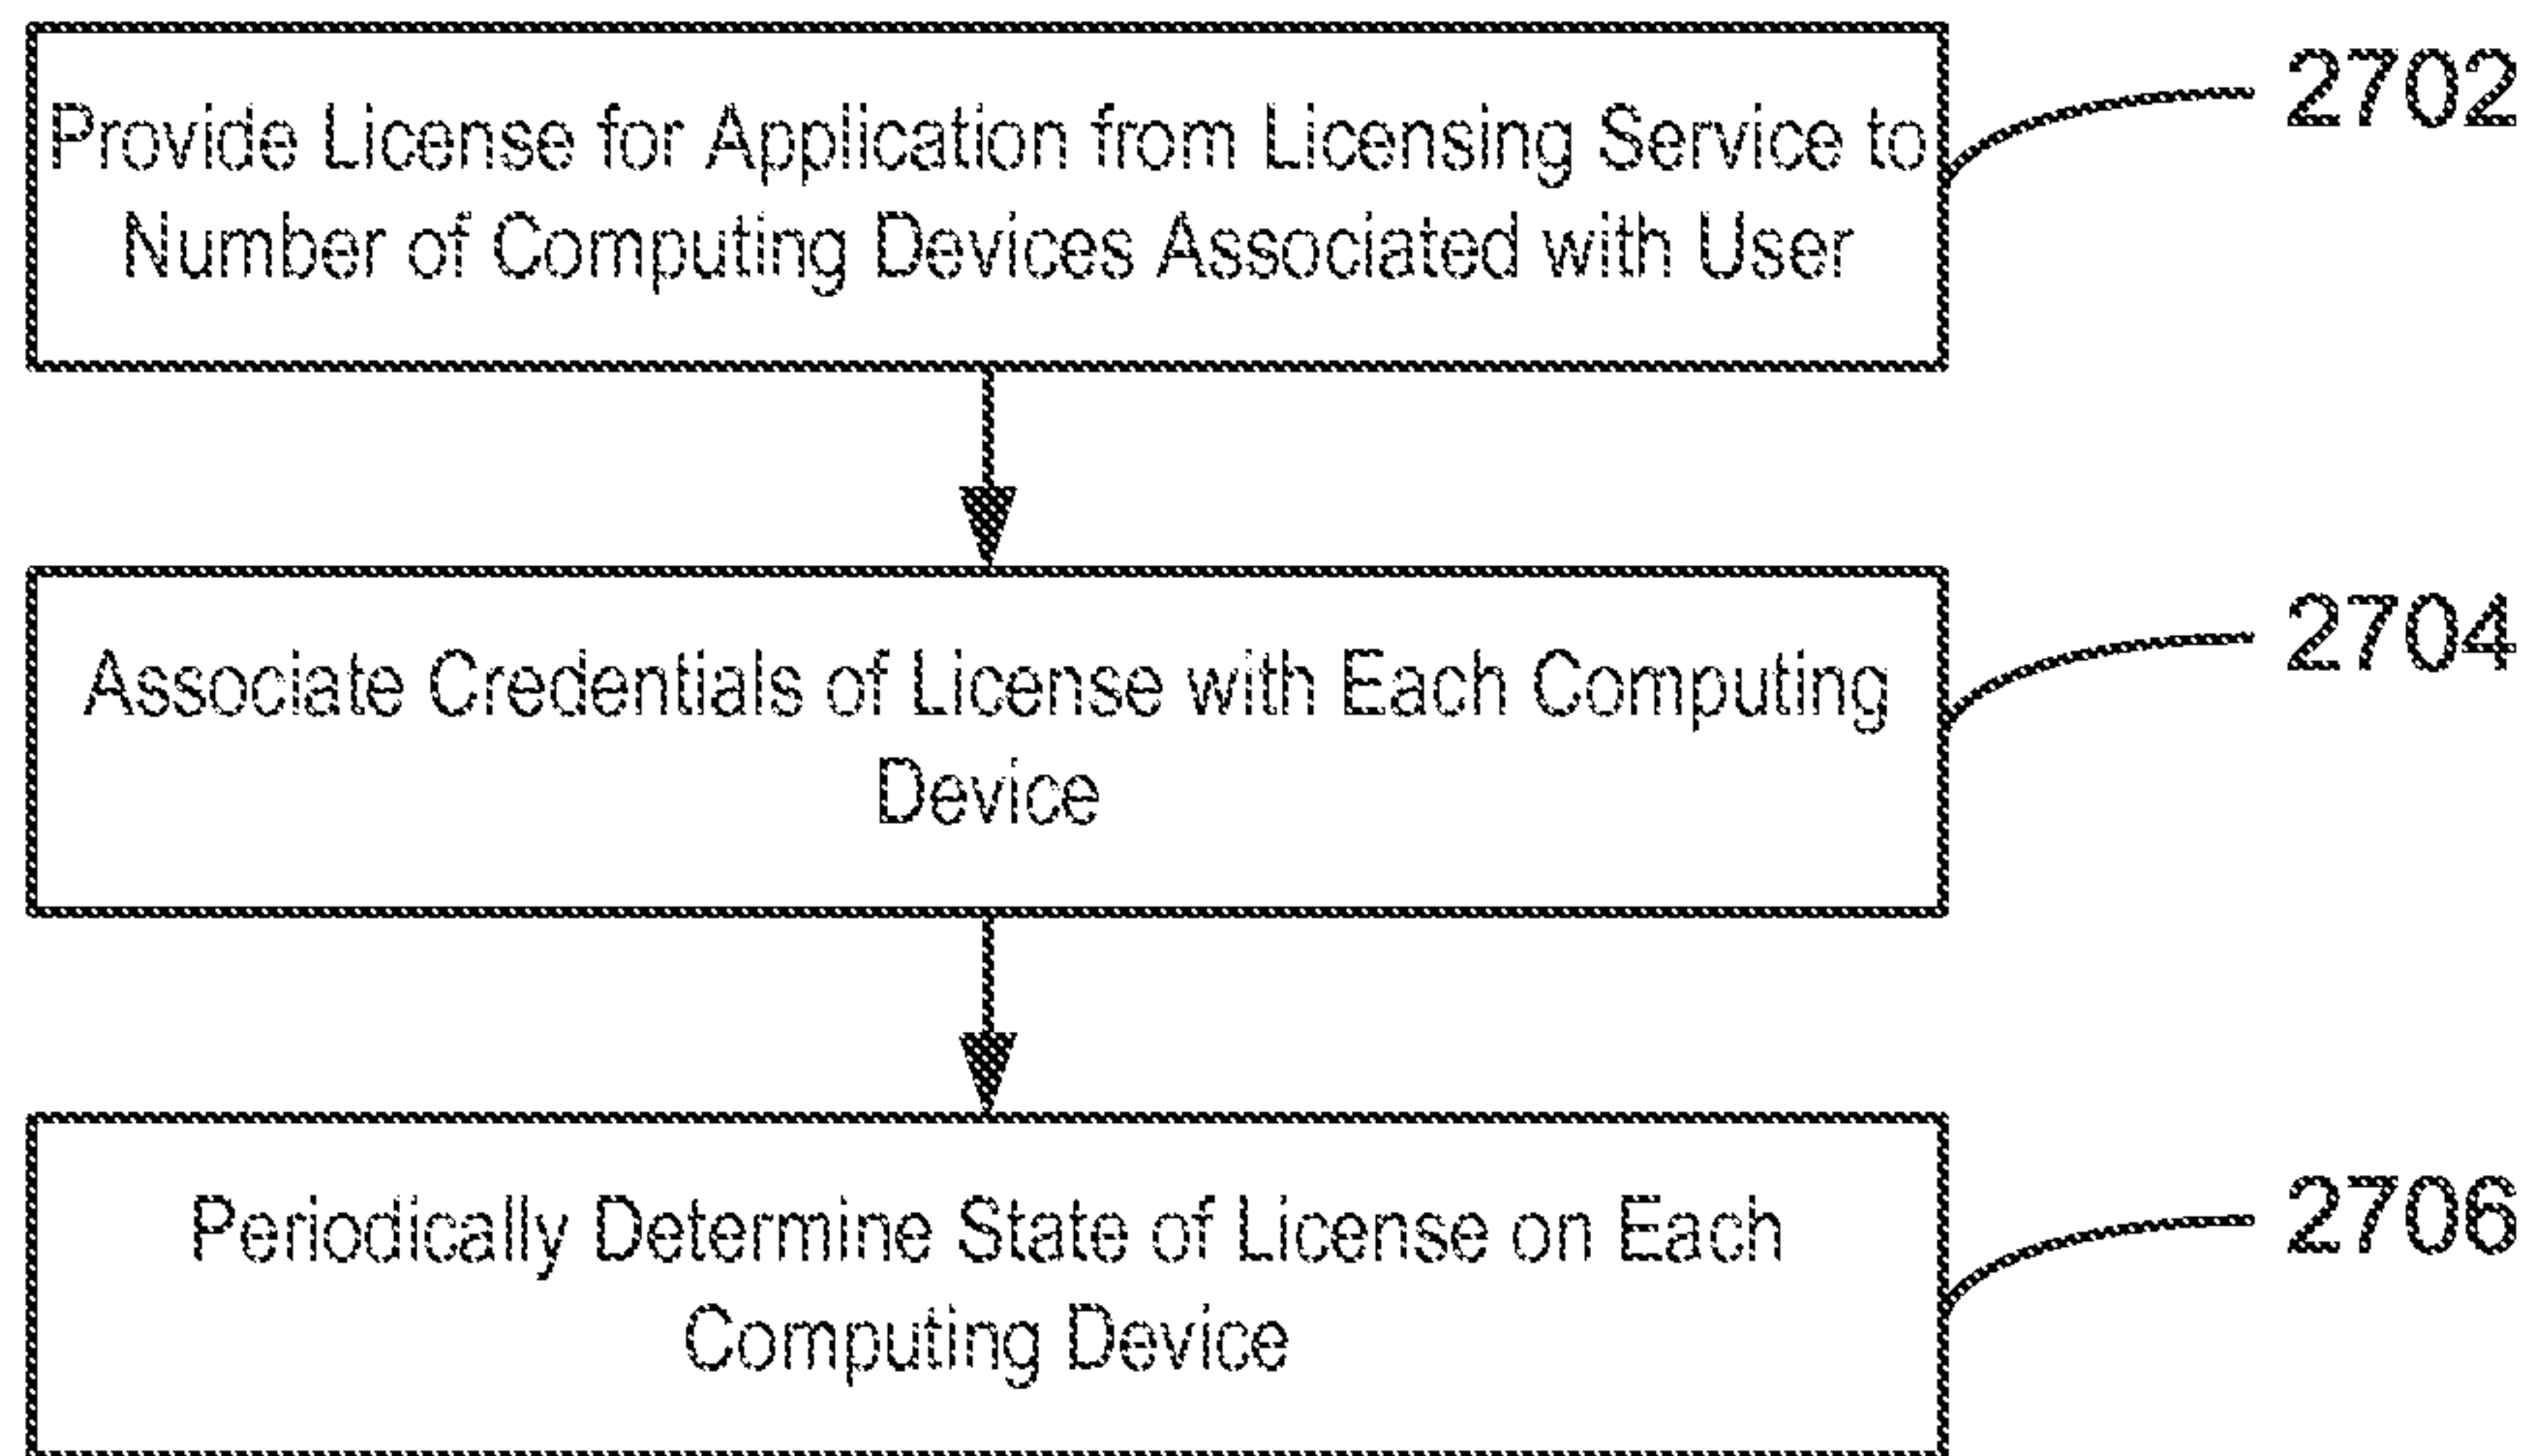 Provide License for Application from Licensing Service to
Number of Computing Devices Associated with User
2702
Associate Credentials of License with Each Computing
Device
2704
Periodically Determine State of License on Each
Computing Device
2706